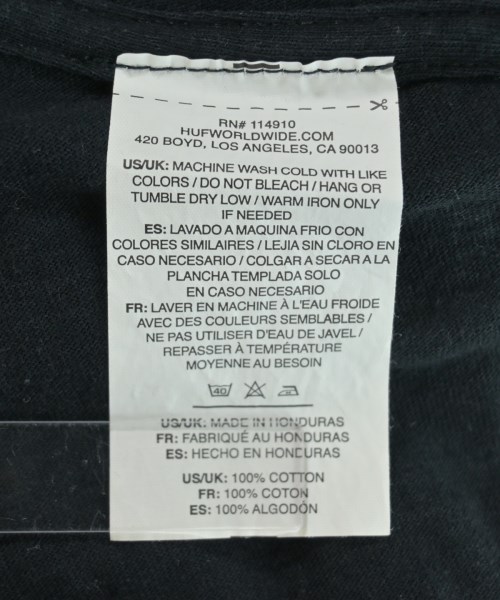 RN# 114910
HUFWORLDWIDE.COM
420 BOYD, LOS ANGELES, CA 90013
US/UK: MACHINE WASH COLD WITH LIKE
COLORS / DO NOT BLEACH / HANG OR
TUMBLE DRY LOW / WARM IRON ONLY
IF NEEDED
ES: LAVADO A MAQUINA FRIO CON
COLORES SIMILAIRES / LEJIA SIN CLORO EN
CASO NECESARIO / COLGAR A SECAR A LA
PLANCHA TEMPLADA SOLO
EN CASO NECESARIO
FR: LAVER EN MACHINE À L'EAU FROIDE
AVEC DES COULEURS SEMBLABLES /
NE PAS UTILISER D'EAU DE JAVEL /
REPASSER À TEMPÉRATURE
MOYENNE AU BESOIN
40
US/UK: MADE IN HONDURAS
FR: FABRIQUÉ AU HONDURAS
ES: HECHO EN HONDURAS
US/UK: 100% COTTON
FR: 100% COTON
ES: 100% ALGODÓN